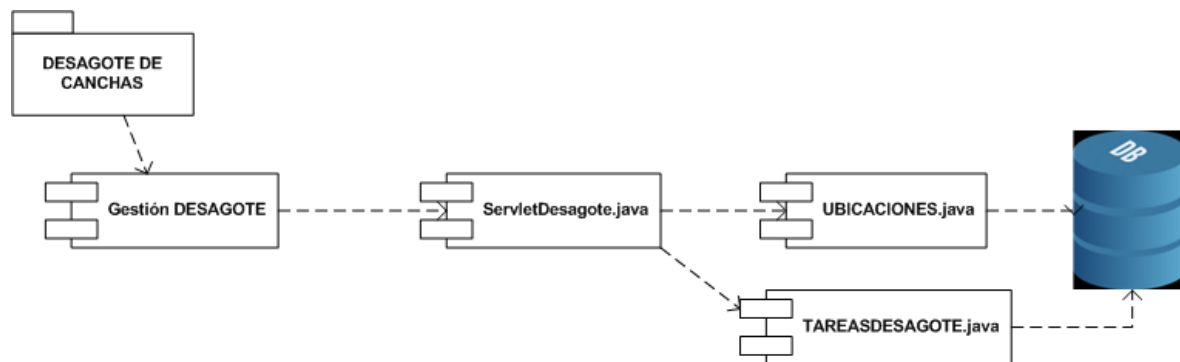 DESAGOTE DE
CANCHAS
DB
Gestión DESAGOTE
ServletDesagote.java
UBICACIONES.java
TAREASDESAGOTE.java